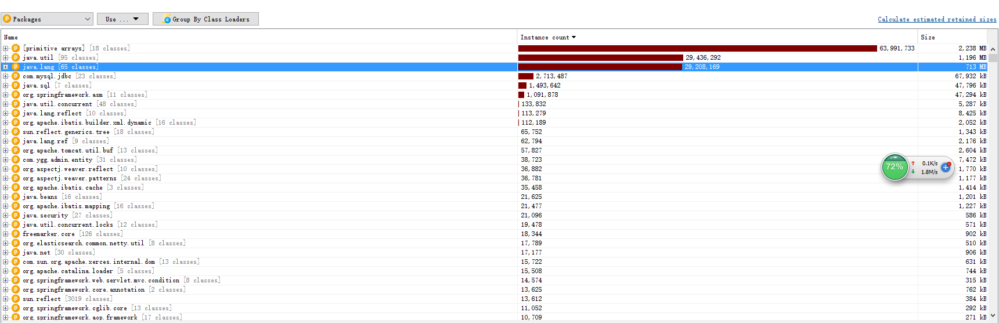 Packages Use ... Group By Class Loaders Calculate estimated retained sizes
Name Instance count Size
[primitive arrays] [18 classes] 63,991,733 2,238 MB
java.util [95 classes] 29,436,292 1,196 MB
java.lang [65 classes] 29,208,169 713 MB
com.mysql.jdbc [23 classes] 2,713,487 67,932 kB
java.sql [7 classes] 1,493,642 47,796 kB
org.springframework.asm [11 classes] 1,091,878 47,294 kB
java.util.concurrent [48 classes] 133,832 5,287 kB
java.lang.reflect [10 classes] 113,279 8,425 kB
org.apache.ibatis.builder.xml.dynamic [16 classes] 112,189 2,052 kB
sun.reflect.generics.tree [18 classes] 65,752 1,343 kB
java.lang.ref [9 classes] 62,794 2,176 kB
org.apache.tomcat.util.buf [13 classes] 57,827 2,604 kB
com.ygg.admin.entity [31 classes] 38,723 7,472 kB
org.aspectj.weaver.reflect [10 classes] 36,882 1,770 kB
72% 0.1K/s
1.8M/s
org.aspectj.weaver.patterns [24 classes] 36,781 1,177 kB
org.apache.ibatis.cache [3 classes] 35,458 1,414 kB
java.beans [16 classes] 21,625 1,201 kB
org.apache.ibatis.mapping [16 classes] 21,477 1,227 kB
java.security [27 classes] 21,096 586 kB
java.util.concurrent.locks [12 classes] 19,478 571 kB
freemarker.core [126 classes] 18,344 902 kB
org.elasticsearch.common.netty.util [8 classes] 17,789 510 kB
java.net [30 classes] 17,177 906 kB
com.sun.org.apache.xerces.internal.dom [13 classes] 15,722 631 kB
org.apache.catalina.loader [5 classes] 15,508 744 kB
org.springframework.web.servlet.mvc.condition [8 classes] 14,574 315 kB
org.springframework.core.annotation [2 classes] 13,625 762 kB
sun.reflect [3019 classes] 13,612 384 kB
org.springframework.cglib.core [13 classes] 11,052 292 kB
org.springframework.aop.framework [17 classes] 10,709 271 kB